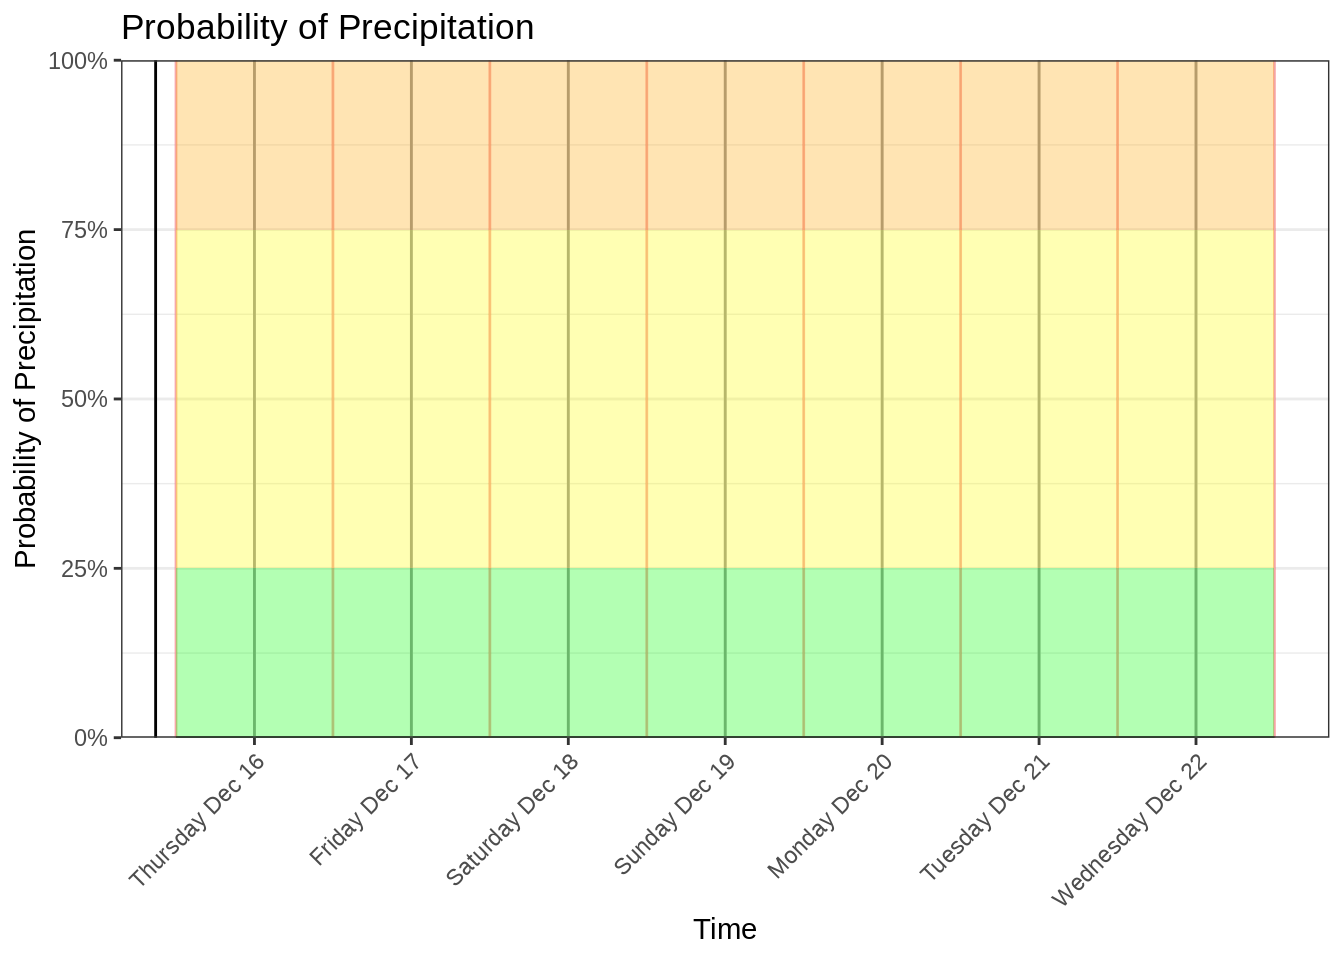 Probability of Precipitation
Probability of Precipitation
100%
75%
50%
25%
0%
Thursday Dec 16
Friday Dec 17
Saturday Dec 18
Sunday Dec 19
Monday Dec 20
Tuesday Dec 21
Wednesday Dec 22
Time